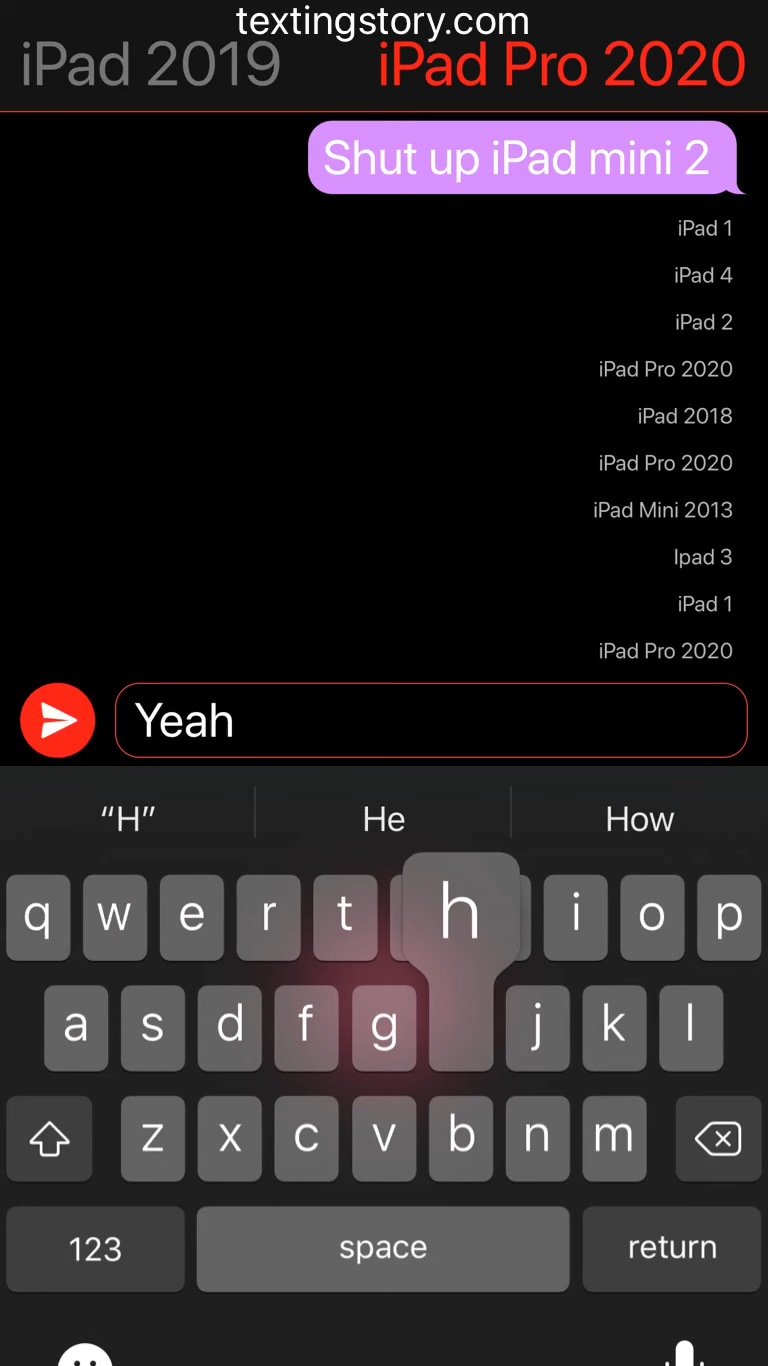 textingstory.com
iPad 2019 iPad Pro 2020
Shut up iPad mini 2
iPad 1
iPad 4
iPad 2
iPad Pro 2020
iPad 2018
iPad Pro 2020
iPad Mini 2013
Ipad 3
iPad 1
iPad Pro 2020
Yeah
“H” He How
q w e r t h i o p
a s d f g j k l
z x c v b n m
123 space return